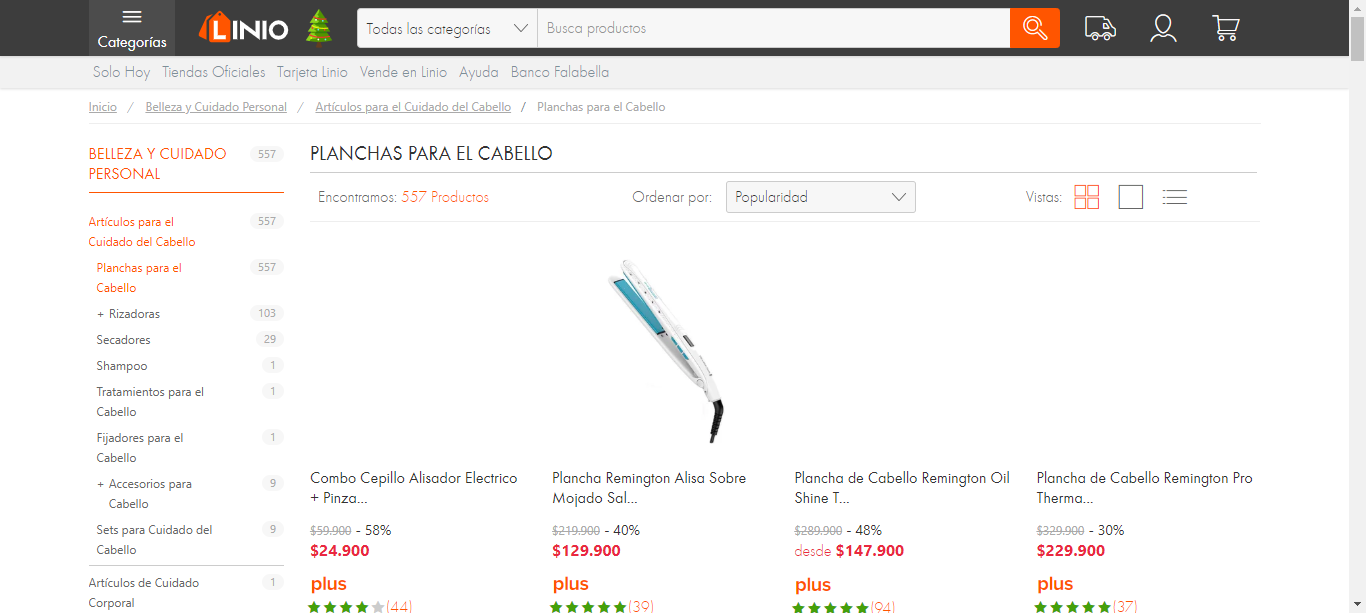 Categorías
LINIO
Todas las categorías
Busca productos
Solo Hoy Tiendas Oficiales Tarjeta Linio Vende en Linio Ayuda Banco Falabella
Inicio / Belleza y Cuidado Personal / Artículos para el Cuidado del Cabello / Planchas para el Cabello
BELLEZA Y CUIDADO 557
PERSONAL
Artículos para el 557
Cuidado del Cabello
Planchas para el 557
Cabello
+ Rizadoras 103
Secadores 29
Shampoo 1
Tratamientos para el 1
Cabello
Fijadores para el 1
Cabello
+ Accesorios para 9
Cabello
Sets para Cuidado del 9
Cabello
Artículos de Cuidado 1
Corporal
PLANCHAS PARA EL CABELLO
Encontramos: 557 Productos
Ordenar por: Popularidad
Vistas:
Combo Cepillo Alisador Electrico
+ Pinza...
$59.900 - 58%
$24.900
plus
(44)
Plancha Remington Alisa Sobre
Mojado Sal...
$219.900 - 40%
$129.900
plus
(39)
Plancha de Cabello Remington Oil
Shine T...
$289.900 - 48%
desde $147.900
plus
(94)
Plancha de Cabello Remington Pro
Therma...
$329.900 - 30%
$229.900
plus
(37)